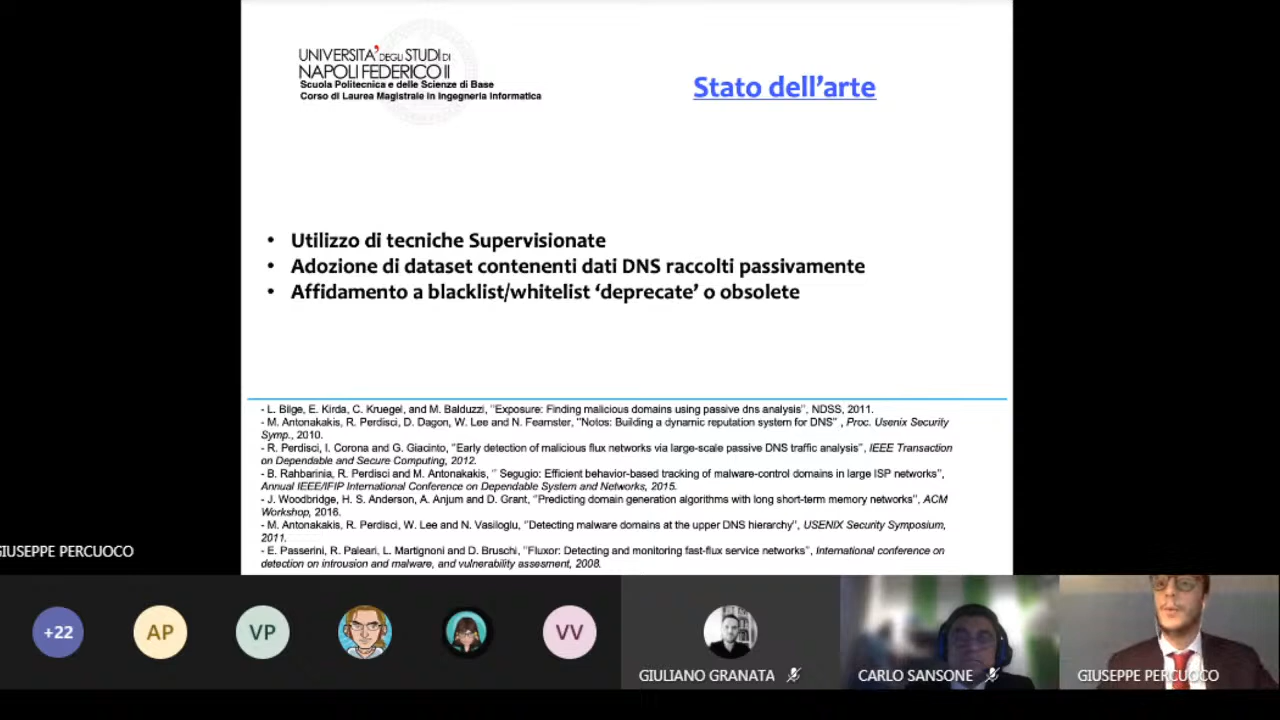 UNIVERSITA' DEGLI STUDI DI
NAPOLI FEDERICO II
Scuola Politecnica e delle Scienze di Base
Corso di Laurea Magistrale in Ingegneria Informatica
Stato dell'arte
• Utilizzo di tecniche Supervisionate
• Adozione di dataset contenenti dati DNS raccolti passivamente
• Affidamento a blacklist/whitelist 'deprecate' o obsolete
- L. Bilge, E. Kirda, C. Kruegel, and M. Balduzzi, "Exposure: Finding malicious domains using passive dns analysis", NDSS, 2011.
- M. Antonakakis, R. Perdisci, D. Dagon, W. Lee and N. Feamster, "Notos: Building a dynamic reputation system for DNS" , Proc. Usenix Security
Symp., 2010.
- R. Perdisci, I. Corona and G. Giacinto, "Early detection of malicious flux networks via large-scale passive DNS traffic analysis", IEEE Transaction
on Dependable and Secure Computing, 2012.
- B. Rahbarinia, R. Perdisci and M. Antonakakis, " Segugio: Efficient behavior-based tracking of malware-control domains in large ISP networks",
Annual IEEE/IFIP International Conference on Dependable System and Networks, 2015.
- J. Woodbridge, H. S. Anderson, A. Anjum and D. Grant, "Predicting domain generation algorithms with long short-term memory networks", ACM
Workshop, 2016.
- M. Antonakakis, R. Perdisci, W. Lee and N. Vasiloglu, "Detecting malware domains at the upper DNS hierarchy", USENIX Security Symposium,
2011.
- E. Passerini, R. Paleari, L. Martignoni and D. Bruschi, "Fluxor: Detecting and monitoring fast-flux service networks", International conference on
detection on intrusion and malware, and vulnerability assesment, 2008.
GIUSEPPE PERCUOCO
+22
AP
VP
VV
GIULIANO GRANATA
CARLO SANSONE
GIUSEPPE PERCUOCO